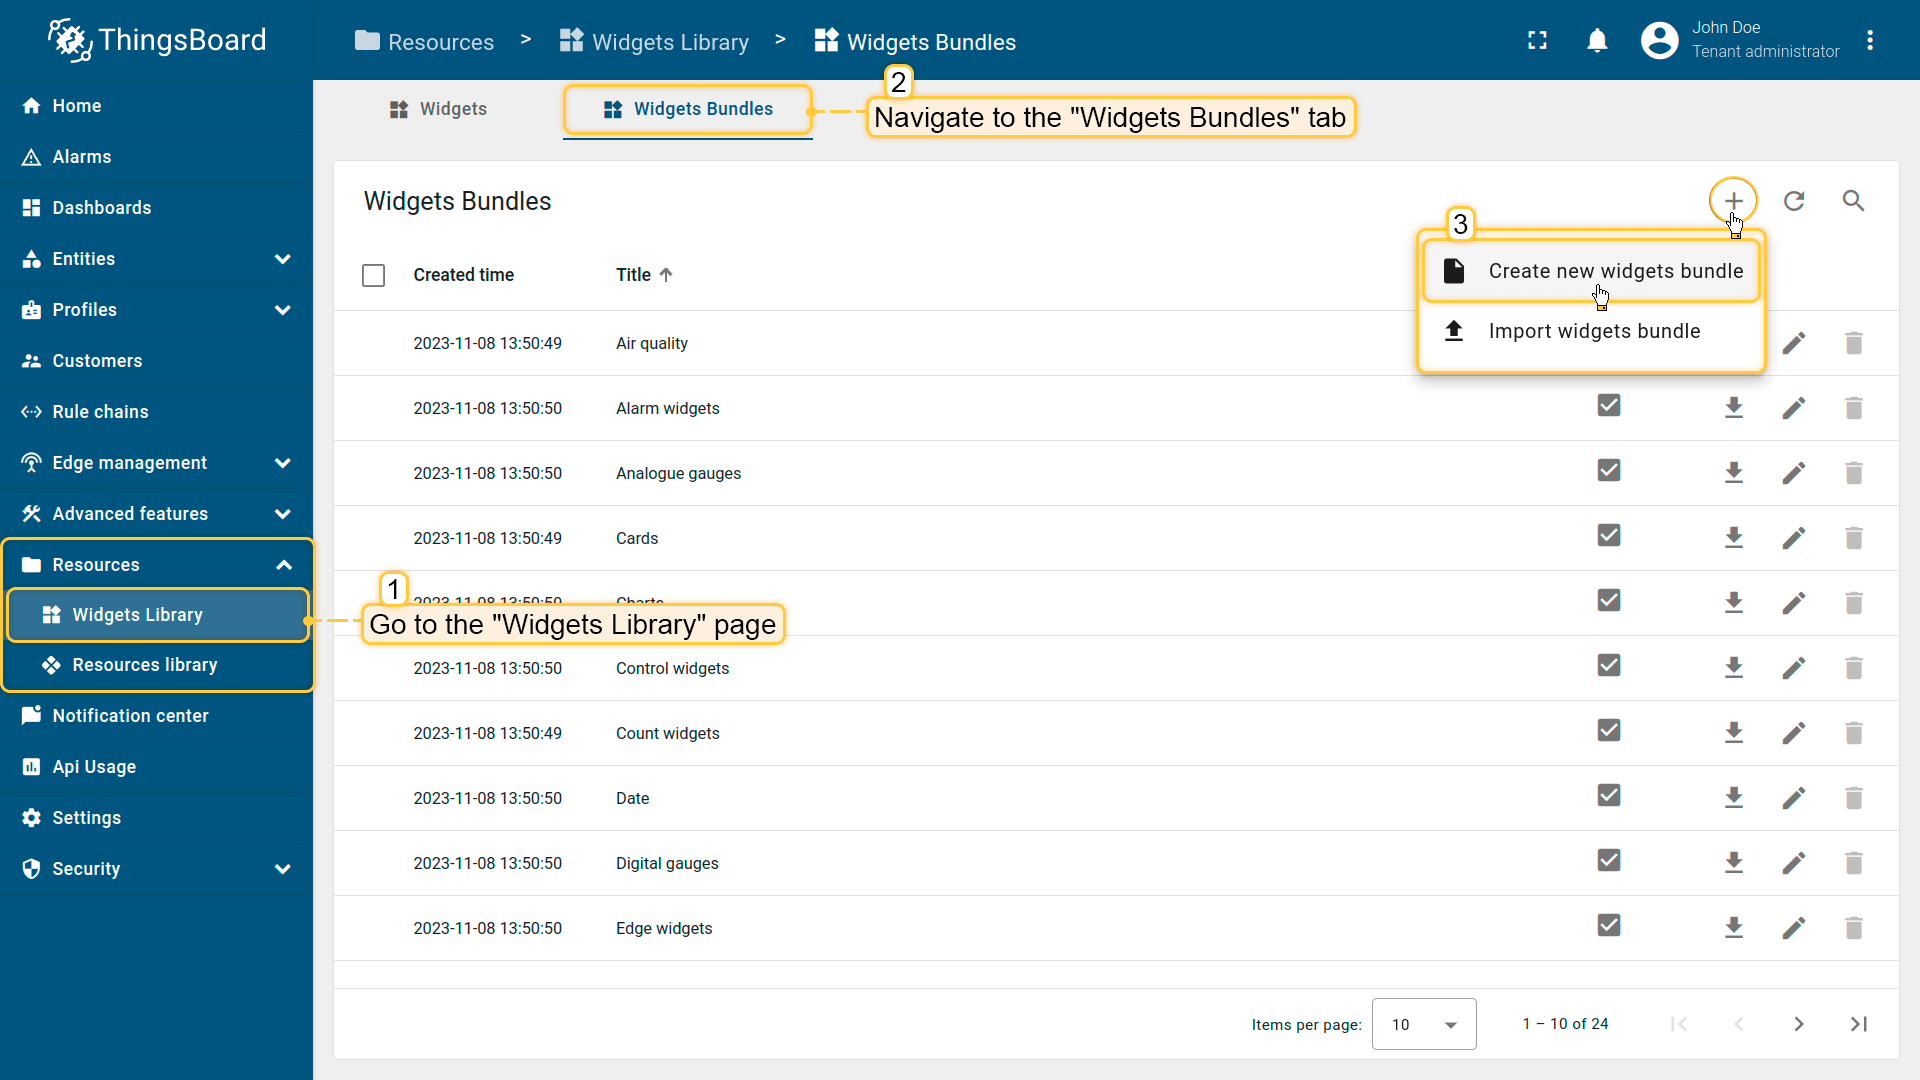 ThingsBoard
Resources > Widgets Library > Widgets Bundles
John Doe
Tenant administrator
Home
Alarms
Dashboards
Entities
Profiles
Customers
Rule chains
Edge management
Advanced features
Resources
Widgets Library
Resources library
Notification center
Api Usage
Settings
Security
Widgets
Widgets Bundles
2
Navigate to the "Widgets Bundles" tab
Widgets Bundles
3
Create new widgets bundle
Import widgets bundle
Created time Title
2023-11-08 13:50:49 Air quality
2023-11-08 13:50:50 Alarm widgets
2023-11-08 13:50:50 Analogue gauges
2023-11-08 13:50:49 Cards
2023-11-08 13:50:50 Charts
1
Go to the "Widgets Library" page
2023-11-08 13:50:50 Control widgets
2023-11-08 13:50:49 Count widgets
2023-11-08 13:50:50 Date
2023-11-08 13:50:50 Digital gauges
2023-11-08 13:50:50 Edge widgets
Items per page: 10 1 – 10 of 24